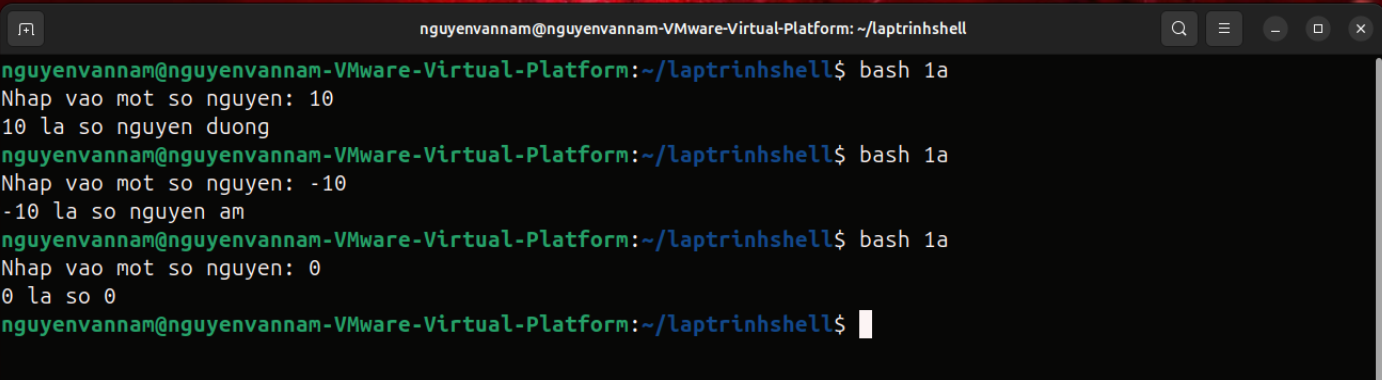 nguyenvannam@nguyenvannam-VMware-Virtual-Platform: ~/laptrinhshell
nguyenvannam@nguyenvannam-VMware-Virtual-Platform:~/laptrinhshell$ bash 1a
Nhap vao mot so nguyen: 10
10 la so nguyen duong
nguyenvannam@nguyenvannam-VMware-Virtual-Platform:~/laptrinhshell$ bash 1a
Nhap vao mot so nguyen: -10
-10 la so nguyen am
nguyenvannam@nguyenvannam-VMware-Virtual-Platform:~/laptrinhshell$ bash 1a
Nhap vao mot so nguyen: 0
0 la so 0
nguyenvannam@nguyenvannam-VMware-Virtual-Platform:~/laptrinhshell$